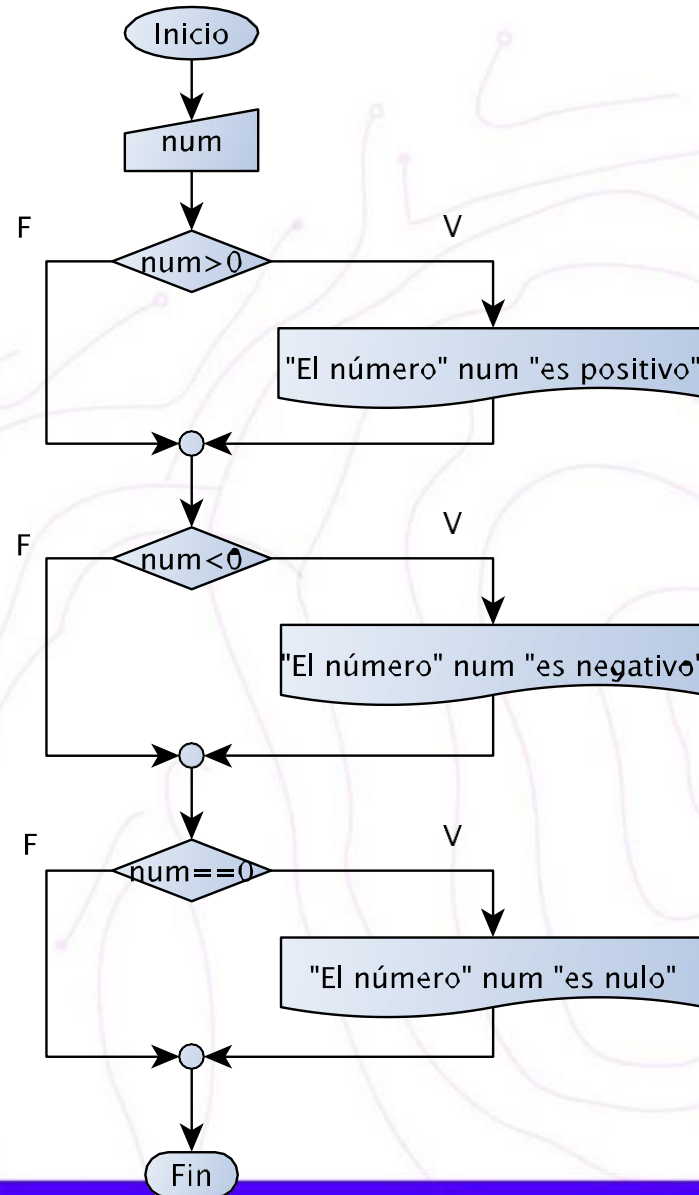 Inicio
num
F
V
num>0
"El número" num "es positivo"
F
V
num<0
"El número" num "es negativo"
F
V
num==0
"El número" num "es nulo"
Fin